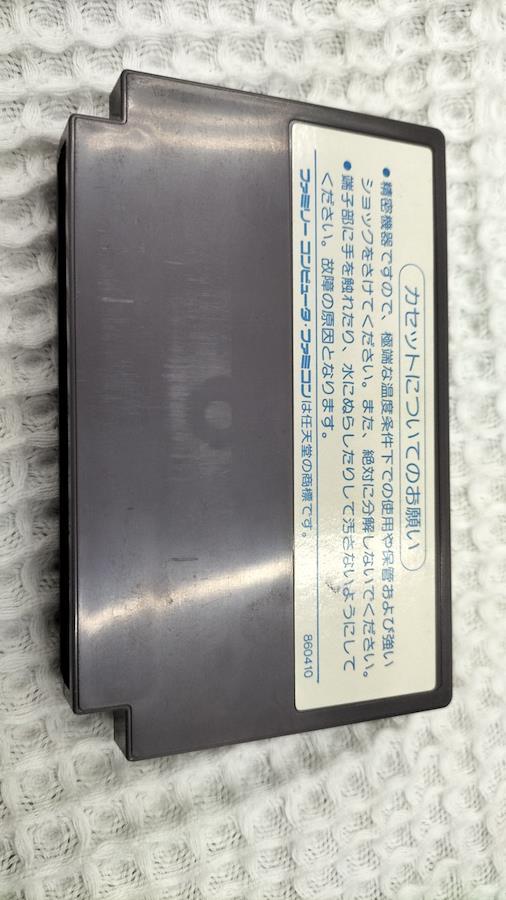 カセットについてのお願い
●精密機器ですので、極端な温度条件下での使用や保管および強い
ショックをさけてください。また、絶対に分解しないでください。
●端子部に手を触れたり、水にぬらしたりして汚さないようにして
ください。故障の原因となります。
ファミリーコンピュータ・ファミコンは任天堂の商標です。
860410